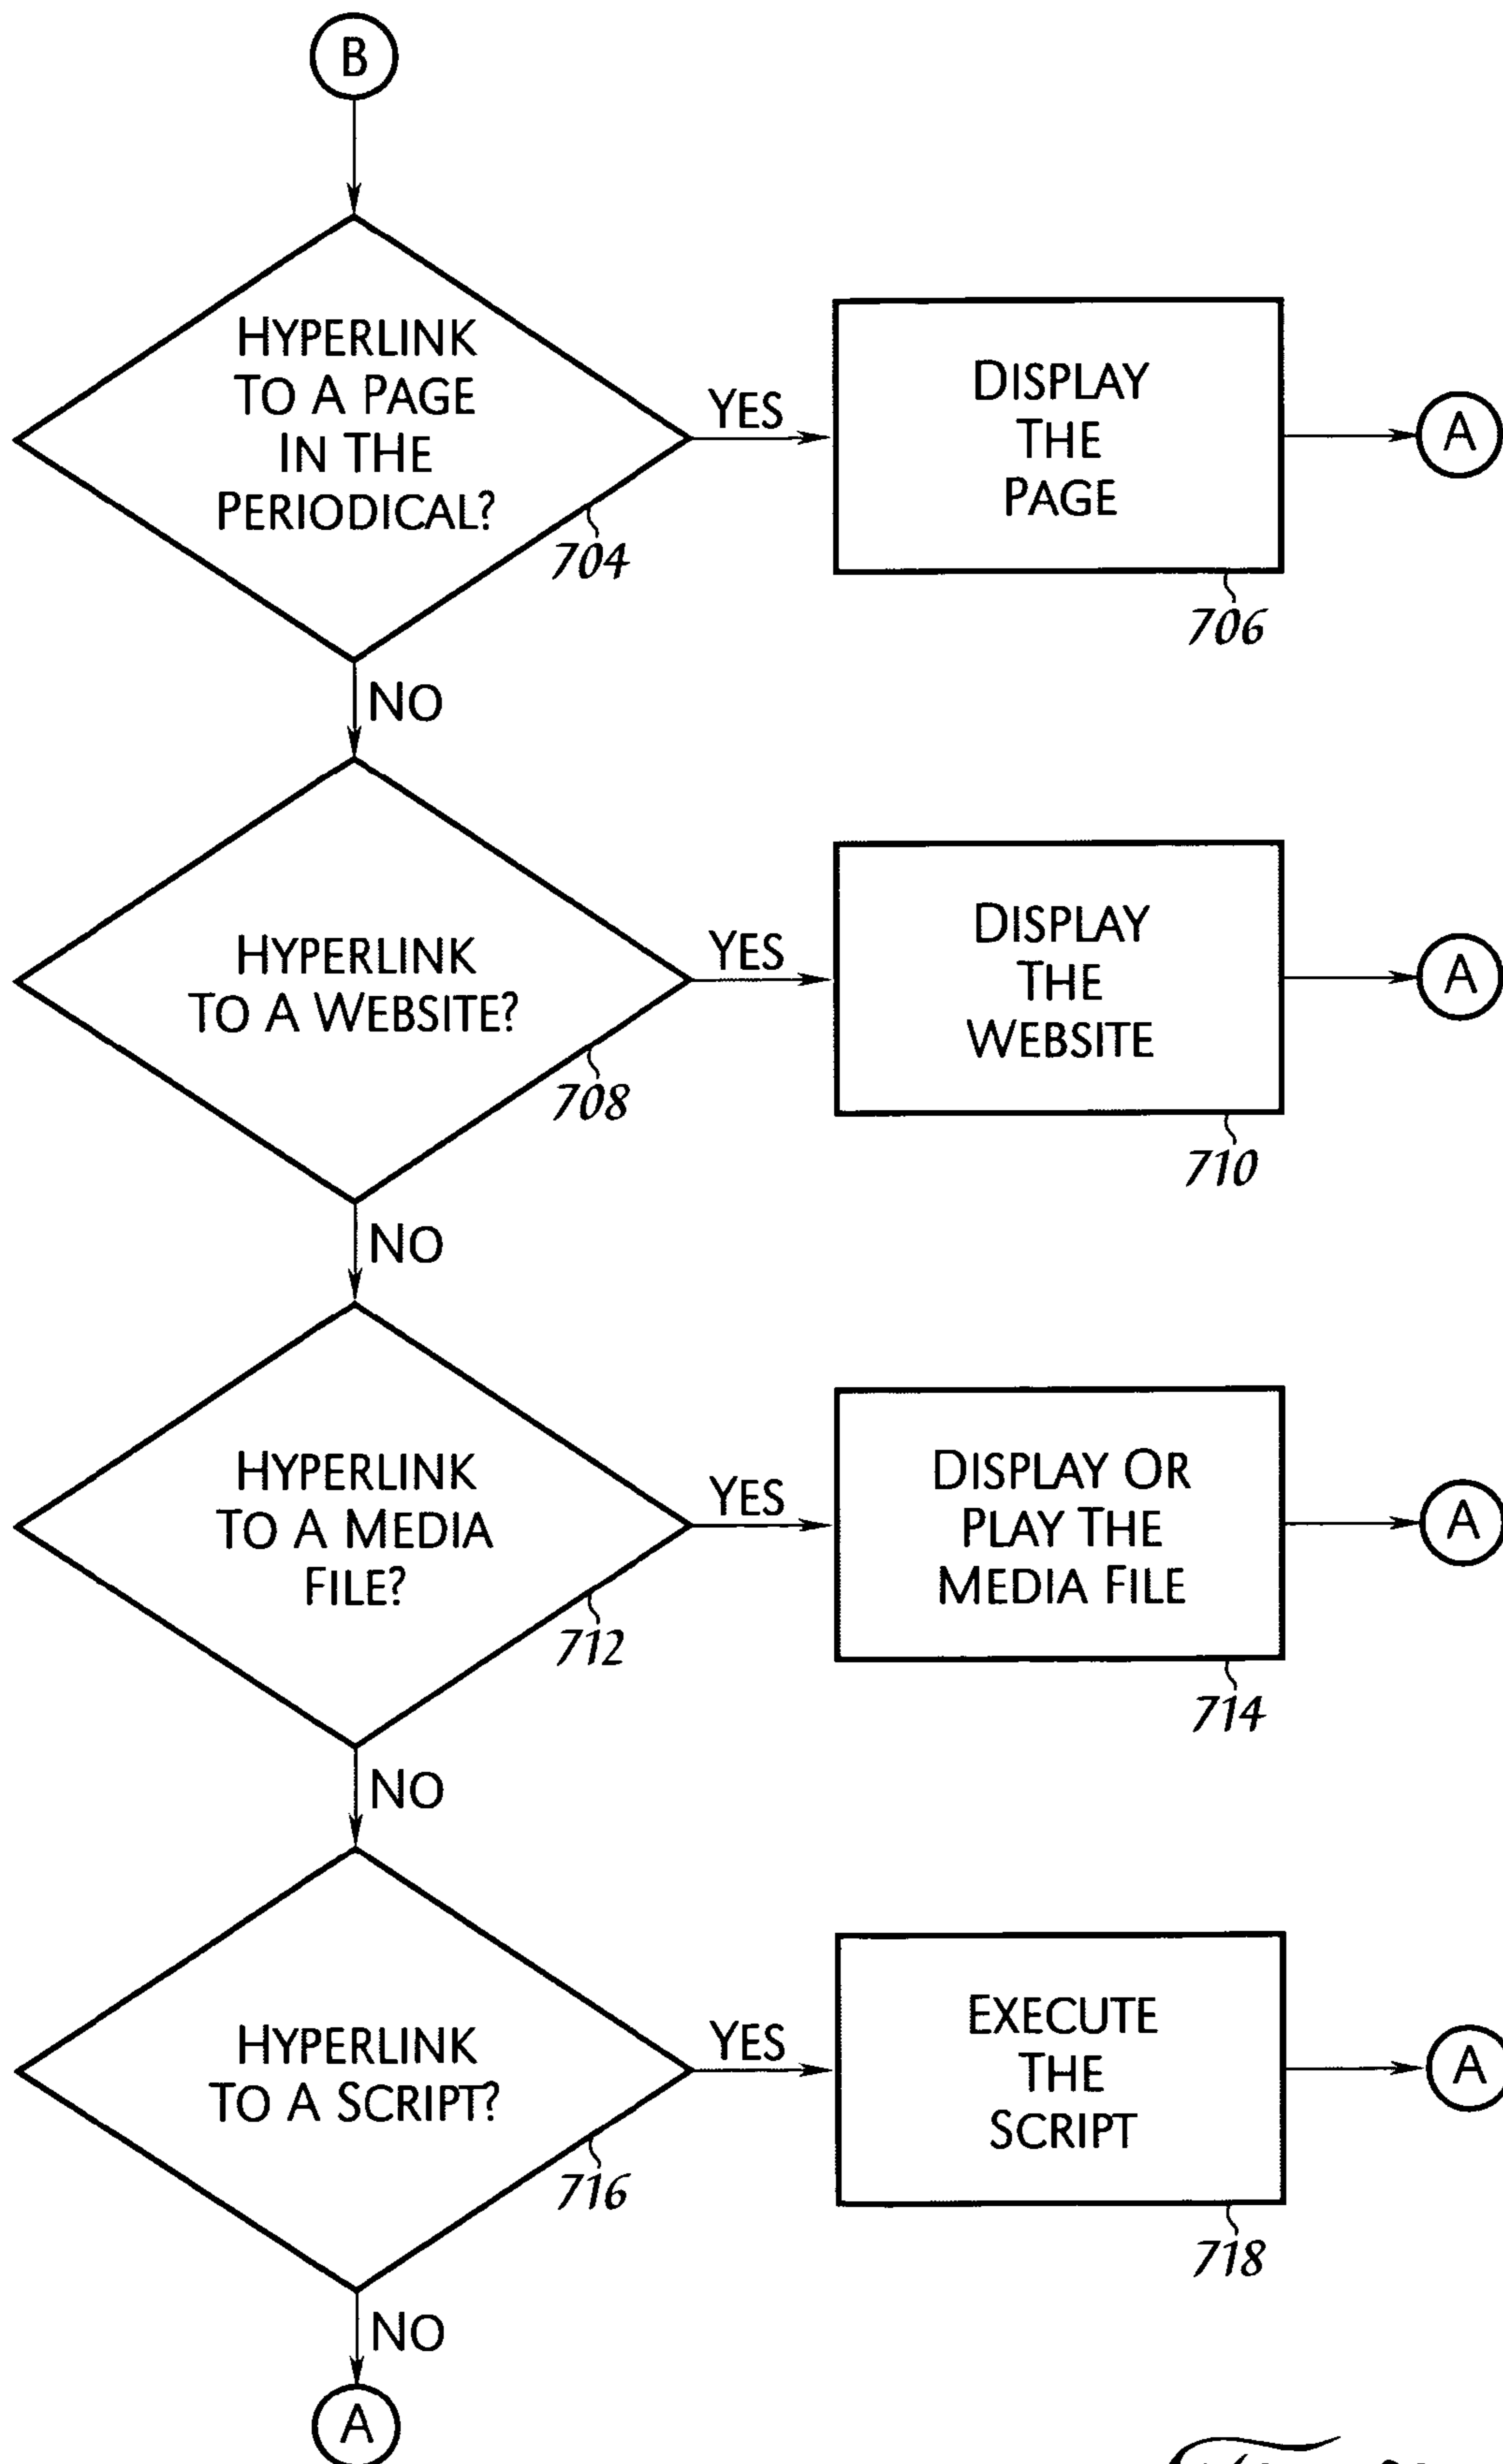 B
HYPERLINK
TO A PAGE
IN THE
PERIODICAL?
704
YES
DISPLAY
THE
PAGE
706
A
NO
HYPERLINK
TO A WEBSITE?
708
YES
DISPLAY
THE
WEBSITE
710
A
NO
HYPERLINK
TO A MEDIA
FILE?
712
YES
DISPLAY OR
PLAY THE
MEDIA FILE
714
A
NO
HYPERLINK
TO A SCRIPT?
716
YES
EXECUTE
THE
SCRIPT
718
A
NO
A